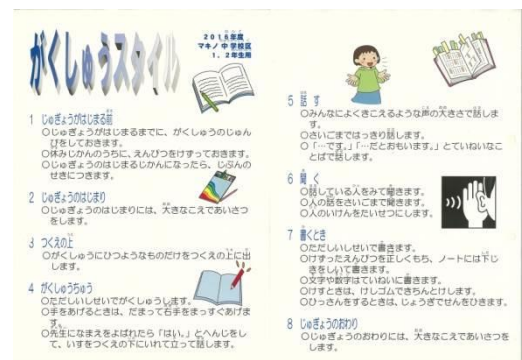 がくしゅうスタイル
2016年度
マキノ中学校区
1、2年生用
1 じゅぎょうがはじまる前
○じゅぎょうがはじまるまでに、がくしゅうのじゅん
びをしておきます。
○休みじかんのうちに、えんぴつをけずっておきます。
○じゅぎょうのはじまるじかんになったら、じぶんの
せきにつきます。
2 じゅぎょうのはじまり
○じゅぎょうのはじまりには、大きなこえであいさつ
をします。
3 つくえの上
○がくしゅうにひつようなものだけをつくえの上に出
します。
4 がくしゅうちゅう
○ただしいしせいでがくしゅうします。
○手をあげるときは、だまって右手をまっすぐあげま
す。
○先生になまえをよばれたら「はい。」とへんじをし
て、いすをつくえの下にいれて立って話します。
5 話す
○みんなによくきこえるような声の大きさで話しま
す。
○さいごまではっきり話します。
○「…です。」「…だとおもいます。」とていねいなこ
とばで話します。
6 聞く
○話している人をみて聞きます。
○人の話をさいごまで聞きます。
○人のいけんをたいせつにします。
7 書くとき
○ただしいしせいで書きます。
○けずったえんぴつを正しくもち、ノートには下じ
きをしいて書きます。
○文字や数字はていねいに書きます。
○けすときは、けしゴムできちんとけします。
○ひっさんをするときは、じょうぎでせんをひきます。
8 じゅぎょうのおわり
○じゅぎょうのおわりには、大きなこえであいさつを
します。